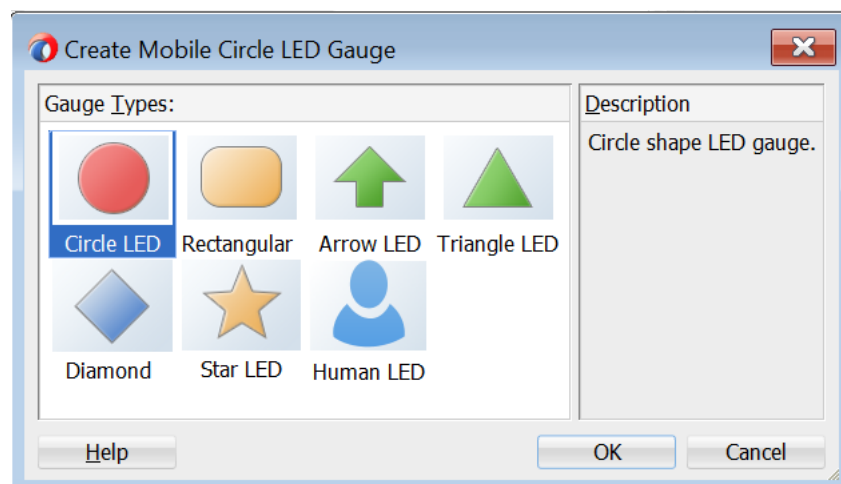 Create Mobile Circle LED Gauge
Gauge Types:
Circle LED
Rectangular
Arrow LED
Triangle LED
Diamond
Star LED
Human LED
Description
Circle shape LED gauge.
Help
OK
Cancel